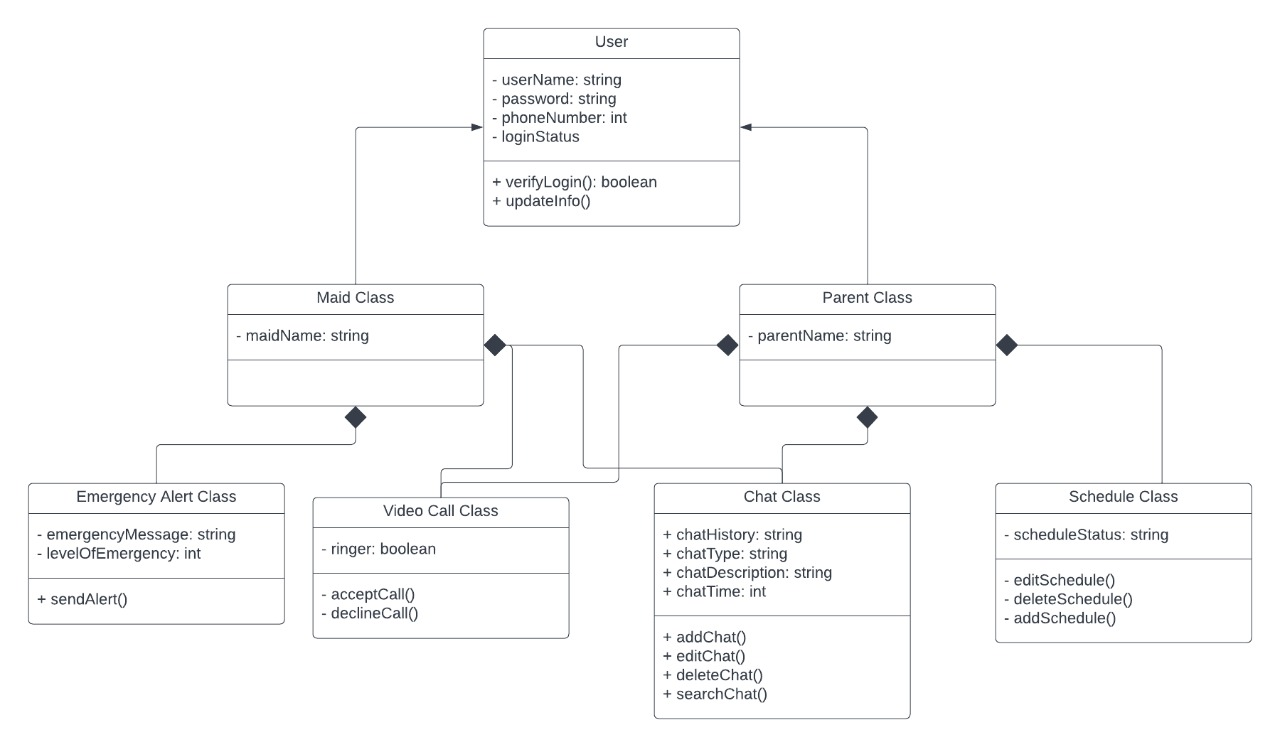 User
- userName: string
- password: string
- phoneNumber: int
- loginStatus
+ verifyLogin(): boolean
+ updateInfo()
Maid Class
- maidName: string
Parent Class
- parentName: string
Emergency Alert Class
- emergencyMessage: string
- levelOfEmergency: int
+ sendAlert()
Video Call Class
- ringer: boolean
- acceptCall()
- declineCall()
Chat Class
+ chatHistory: string
+ chatType: string
+ chatDescription: string
+ chatTime: int
+ addChat()
+ editChat()
+ deleteChat()
+ searchChat()
Schedule Class
- scheduleStatus: string
- editSchedule()
- deleteSchedule()
- addSchedule()